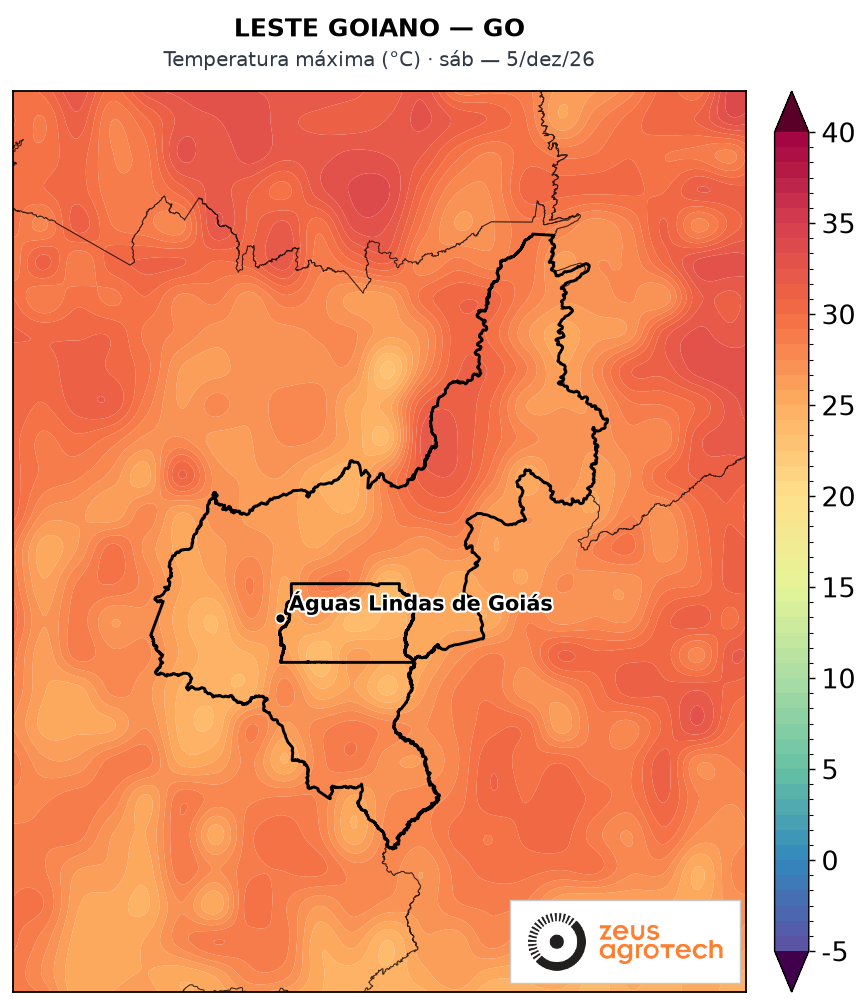 LESTE GOIANO — GO
Temperatura máxima (°C) · sáb — 5/dez/26
40
35
30
25
20
15
10
5
0
-5
Águas Lindas de Goiás
zeus
agrotech